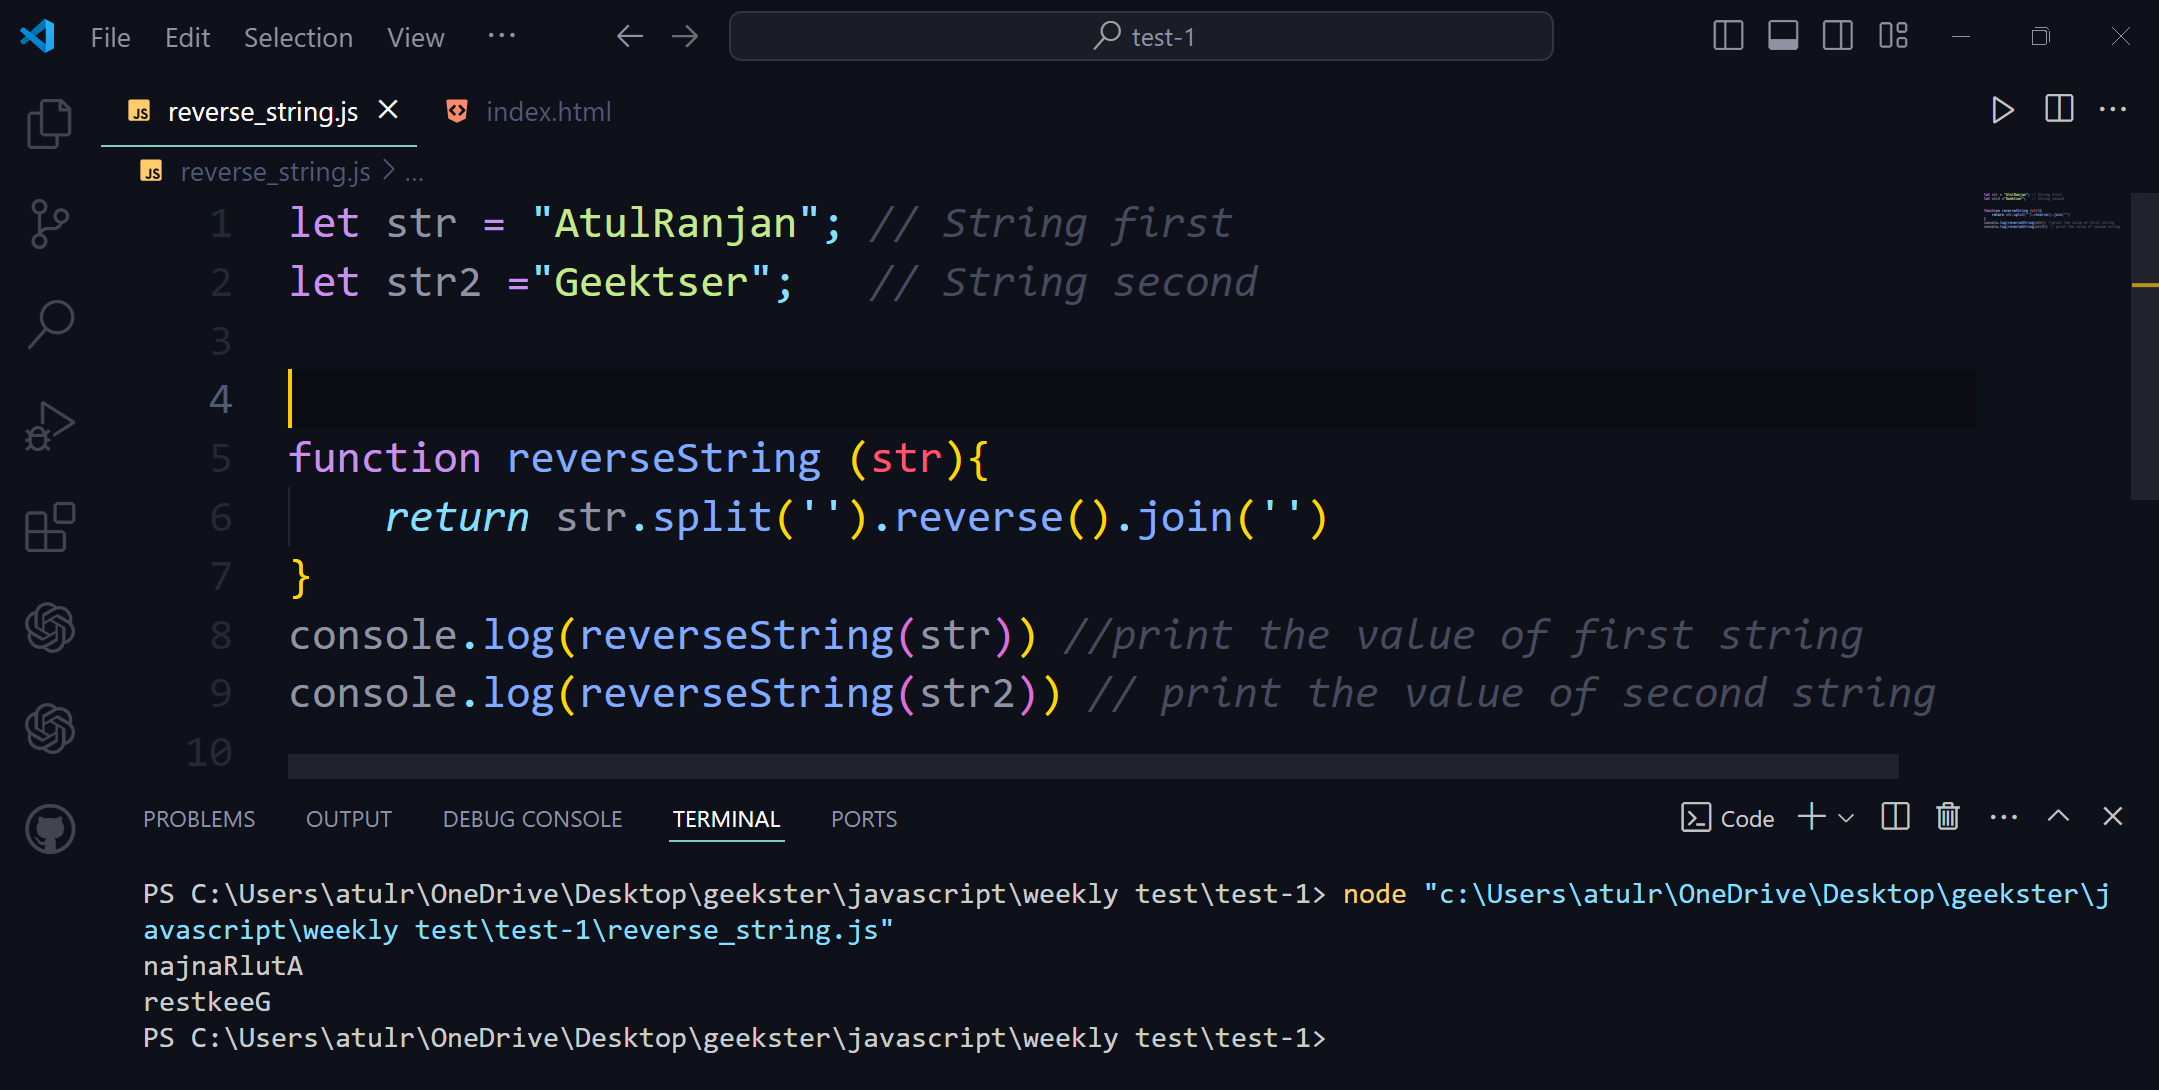 File Edit Selection View ··· test-1
reverse_string.js index.html
reverse_string.js > ...
1 let str = "AtulRanjan"; // String first
2 let str2 ="Geektser";   // String second
3
4
5 function reverseString (str){
6     return str.split('').reverse().join('')
7 }
8 console.log(reverseString(str)) //print the value of first string
9 console.log(reverseString(str2)) // print the value of second string
10
PROBLEMS OUTPUT DEBUG CONSOLE TERMINAL PORTS Code
PS C:\Users\atulr\OneDrive\Desktop\geekster\javascript\weekly test\test-1> node "c:\Users\atulr\OneDrive\Desktop\geekster\j
avascript\weekly test\test-1\reverse_string.js"
najnaRlutA
restkeeG
PS C:\Users\atulr\OneDrive\Desktop\geekster\javascript\weekly test\test-1>